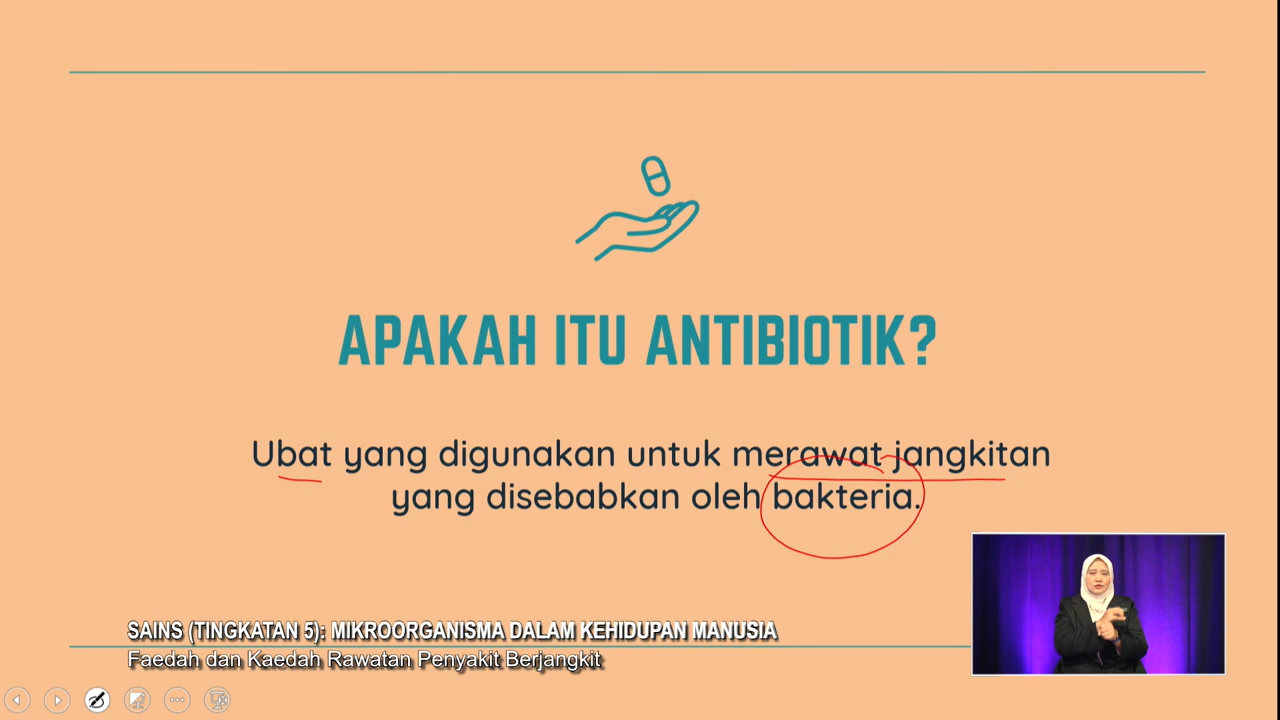 APAKAH ITU ANTIBIOTIK?
Ubat yang digunakan untuk merawat jangkitan
yang disebabkan oleh bakteria.
SAINS (TINGKATAN 5): MIKROORGANISMA DALAM KEHIDUPAN MANUSIA
Faedah dan Kaedah Rawatan Penyakit Berjangkit